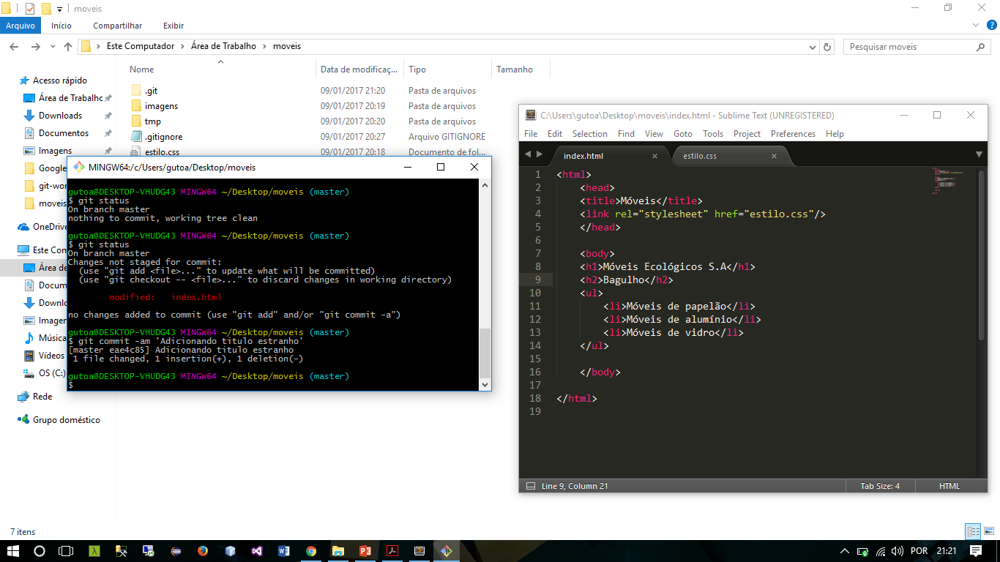 moveis
Arquivo Início Compartilhar Exibir
Este Computador Área de Trabalho moveis
Pesquisar moveis
Nome Data de modificaç... Tipo Tamanho
Acesso rápido
Área de Trabalho
Downloads
Documentos
Imagens
Google
git-wor
moveis
OneDrive
Este Com
Área de
Docum
Downlo
Imagen
Música
Vídeos
OS (C:)
Rede
Grupo doméstico
.git 09/01/2017 21:20 Pasta de arquivos
imagens 09/01/2017 20:19 Pasta de arquivos
tmp 09/01/2017 20:20 Pasta de arquivos
.gitignore 09/01/2017 20:27 Arquivo GITIGNORE
estilo.css 09/01/2017 20:18 Documento de fol...
MINGW64:/c/Users/gutoa/Desktop/moveis
gutoa@DESKTOP-VHUDG43 MINGW64 ~/Desktop/moveis (master)
$ git status
On branch master
nothing to commit, working tree clean
gutoa@DESKTOP-VHUDG43 MINGW64 ~/Desktop/moveis (master)
$ git status
On branch master
Changes not staged for commit:
(use "git add <file>..." to update what will be committed)
(use "git checkout -- <file>..." to discard changes in working directory)
modified: index.html
no changes added to commit (use "git add" and/or "git commit -a")
gutoa@DESKTOP-VHUDG43 MINGW64 ~/Desktop/moveis (master)
$ git commit -am 'Adicionando titulo estranho'
[master eae4c85] Adicionando titulo estranho
1 file changed, 1 insertion(+), 1 deletion(-)
gutoa@DESKTOP-VHUDG43 MINGW64 ~/Desktop/moveis (master)
$
C:\Users\gutoa\Desktop\moveis\index.html - Sublime Text (UNREGISTERED)
File Edit Selection Find View Goto Tools Project Preferences Help
index.html estilo.css
1 <html>
2 <head>
3 <title>Móveis</title>
4 <link rel="stylesheet" href="estilo.css"/>
5 </head>
6
7 <body>
8 <h1>Móveis Ecológicos S.A</h1>
9 <h2>Bagulho</h2>
10 <ul>
11 <li>Móveis de papelão</li>
12 <li>Móveis de alumínio</li>
13 <li>Móveis de vidro</li>
14 </ul>
15
16 </body>
17
18 </html>
19
Line 9, Column 21 Tab Size: 4 HTML
7 itens
POR 21:21